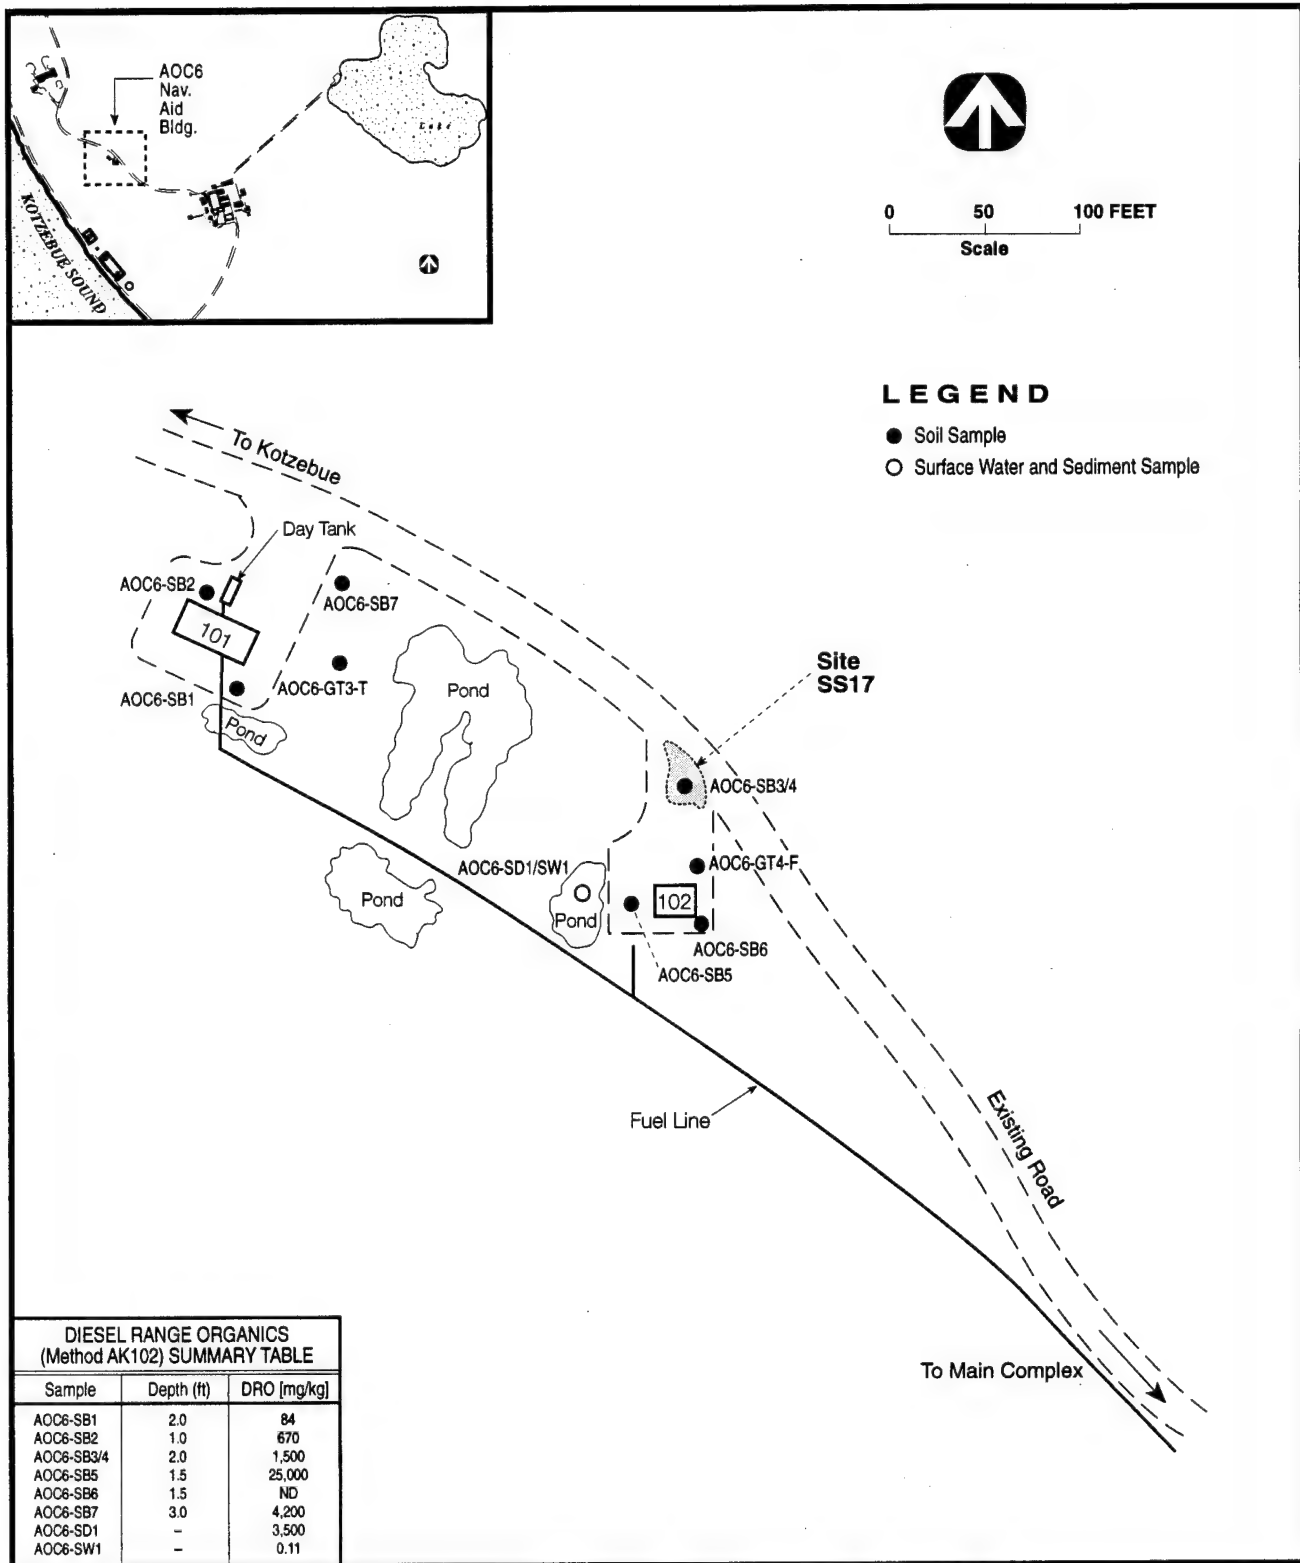 AOC6
Nav.
Aid
Bldg.
Lake
KOTZEBUE SOUND
0 50 100 FEET
Scale
LEGEND
Soil Sample
Surface Water and Sediment Sample
To Kotzebue
Day Tank
AOC6-SB2
AOC6-SB7
101
AOC6-GT3-T
AOC6-SB1
Pond
Pond
Site
SS17
AOC6-SB3/4
AOC6-SD1/SW1
AOC6-GT4-F
Pond
Pond
102
AOC6-SB6
AOC6-SB5
Fuel Line
Existing Road
To Main Complex
DIESEL RANGE ORGANICS
(Method AK102) SUMMARY TABLE
Sample Depth (ft) DRO [mg/kg]
AOC6-SB1 2.0 84
AOC6-SB2 1.0 670
AOC6-SB3/4 2.0 1,500
AOC6-SB5 1.5 25,000
AOC6-SB6 1.5 ND
AOC6-SB7 3.0 4,200
AOC6-SD1 – 3,500
AOC6-SW1 – 0.11